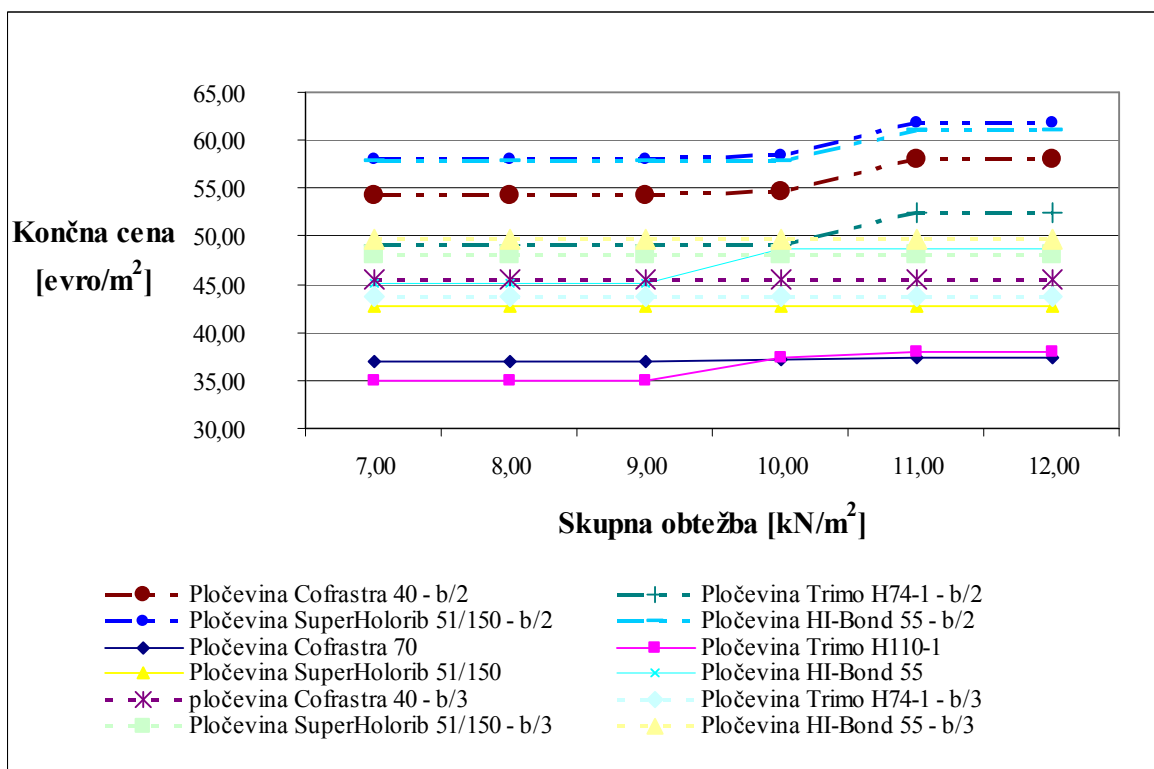 65,00
60,00
55,00
50,00
45,00
40,00
35,00
30,00
Končna cena
[evro/m²]
7,00 8,00 9,00 10,00 11,00 12,00
Skupna obtežba [kN/m²]
Pločevina Cofrastra 40 - b/2 Pločevina Trimo H74-1 - b/2
Pločevina SuperHolorib 51/150 - b/2 Pločevina HI-Bond 55 - b/2
Pločevina Cofrastra 70 Pločevina Trimo H110-1
Pločevina SuperHolorib 51/150 Pločevina HI-Bond 55
pločevina Cofrastra 40 - b/3 Pločevina Trimo H74-1 - b/3
Pločevina SuperHolorib 51/150 - b/3 Pločevina HI-Bond 55 - b/3